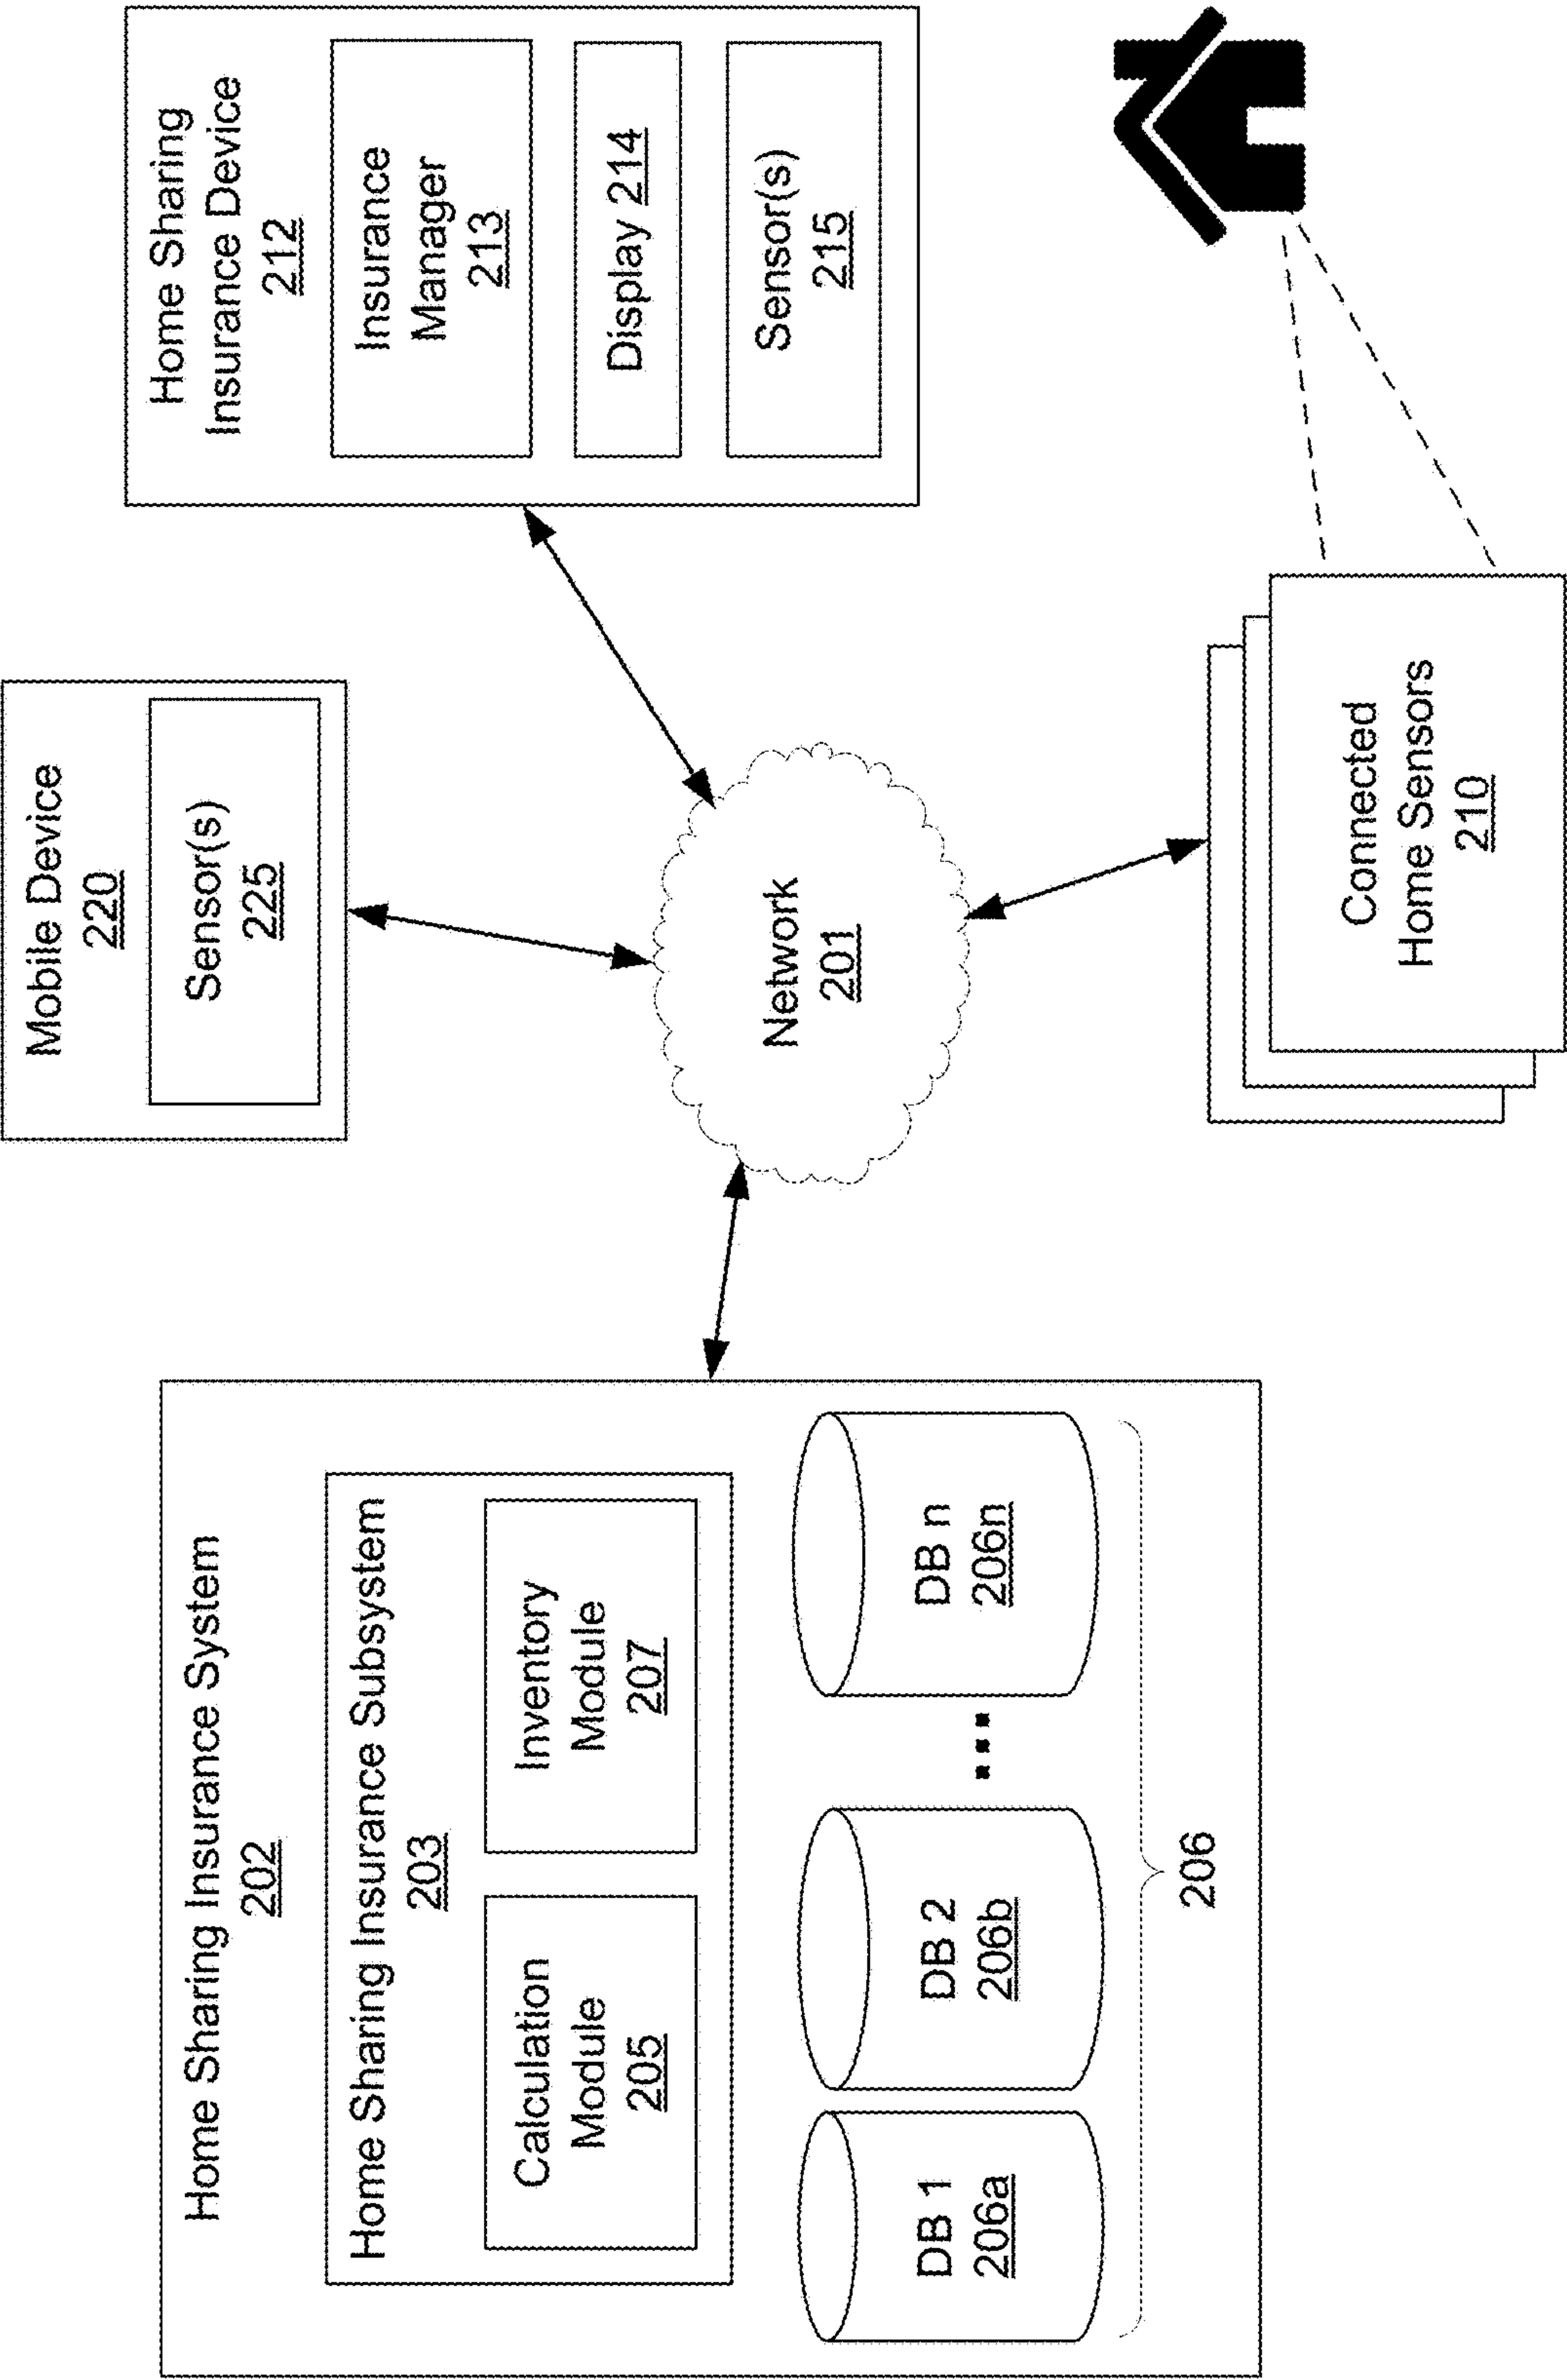 Home Sharing Insurance System
202
Home Sharing Insurance Subsystem
203
Calculation
Module
205
Inventory
Module
207
DB 1
206a
DB 2
206b
DB n
206n
206
Mobile Device
220
Sensor(s)
225
Network
201
Connected
Home Sensors
210
Home Sharing
Insurance Device
212
Insurance
Manager
213
Display 214
Sensor(s)
215